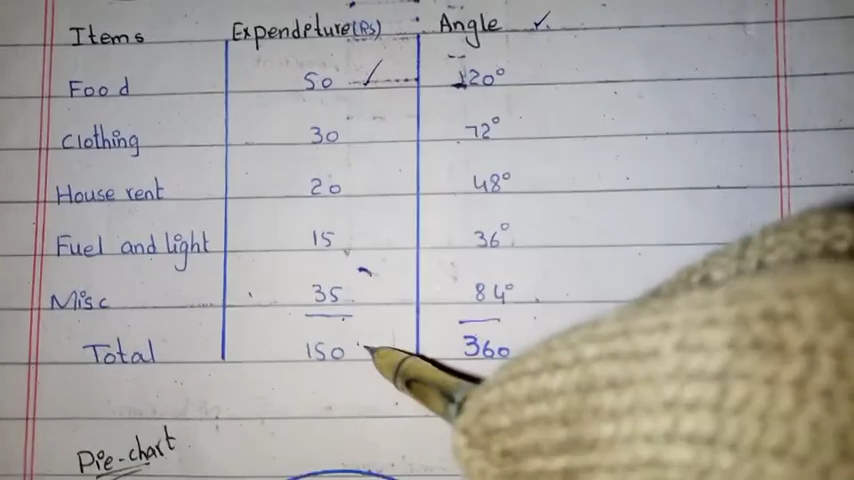 Items Expendeture(Rs) Angle ✓
Food 50 ✓ 120°
Clothing 30 72°
House rent 20 48°
Fuel and light 15 36°
Misc 35 84°
Total 150 360
Pie-chart